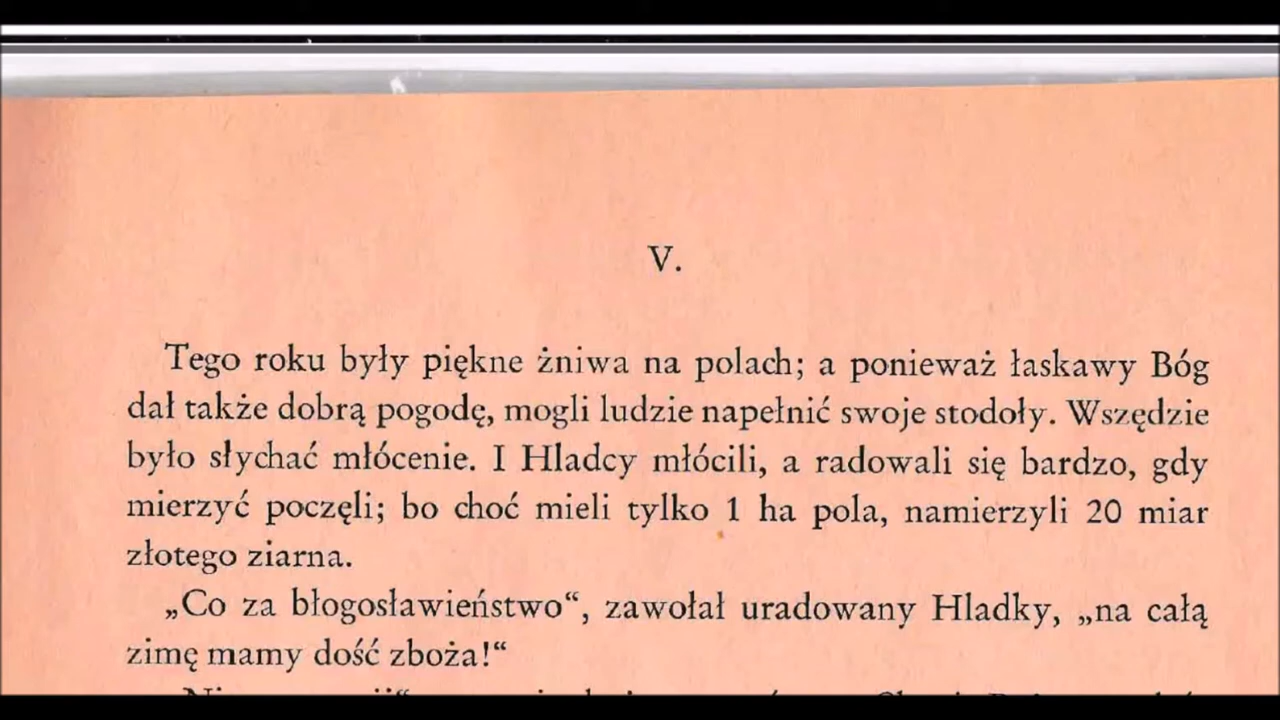 V.
Tego roku były piękne żniwa na polach; a ponieważ łaskawy Bóg
dał także dobrą pogodę, mogli ludzie napełnić swoje stodoły. Wszędzie
było słychać młócenie. I Hladcy młócili, a radowali się bardzo, gdy
mierzyć poczęli; bo choć mieli tylko 1 ha pola, namierzyli 20 miar
złotego ziarna.
„Co za błogosławieństwo“, zawołał uradowany Hladky, „na całą
zimę mamy dość zboża!“